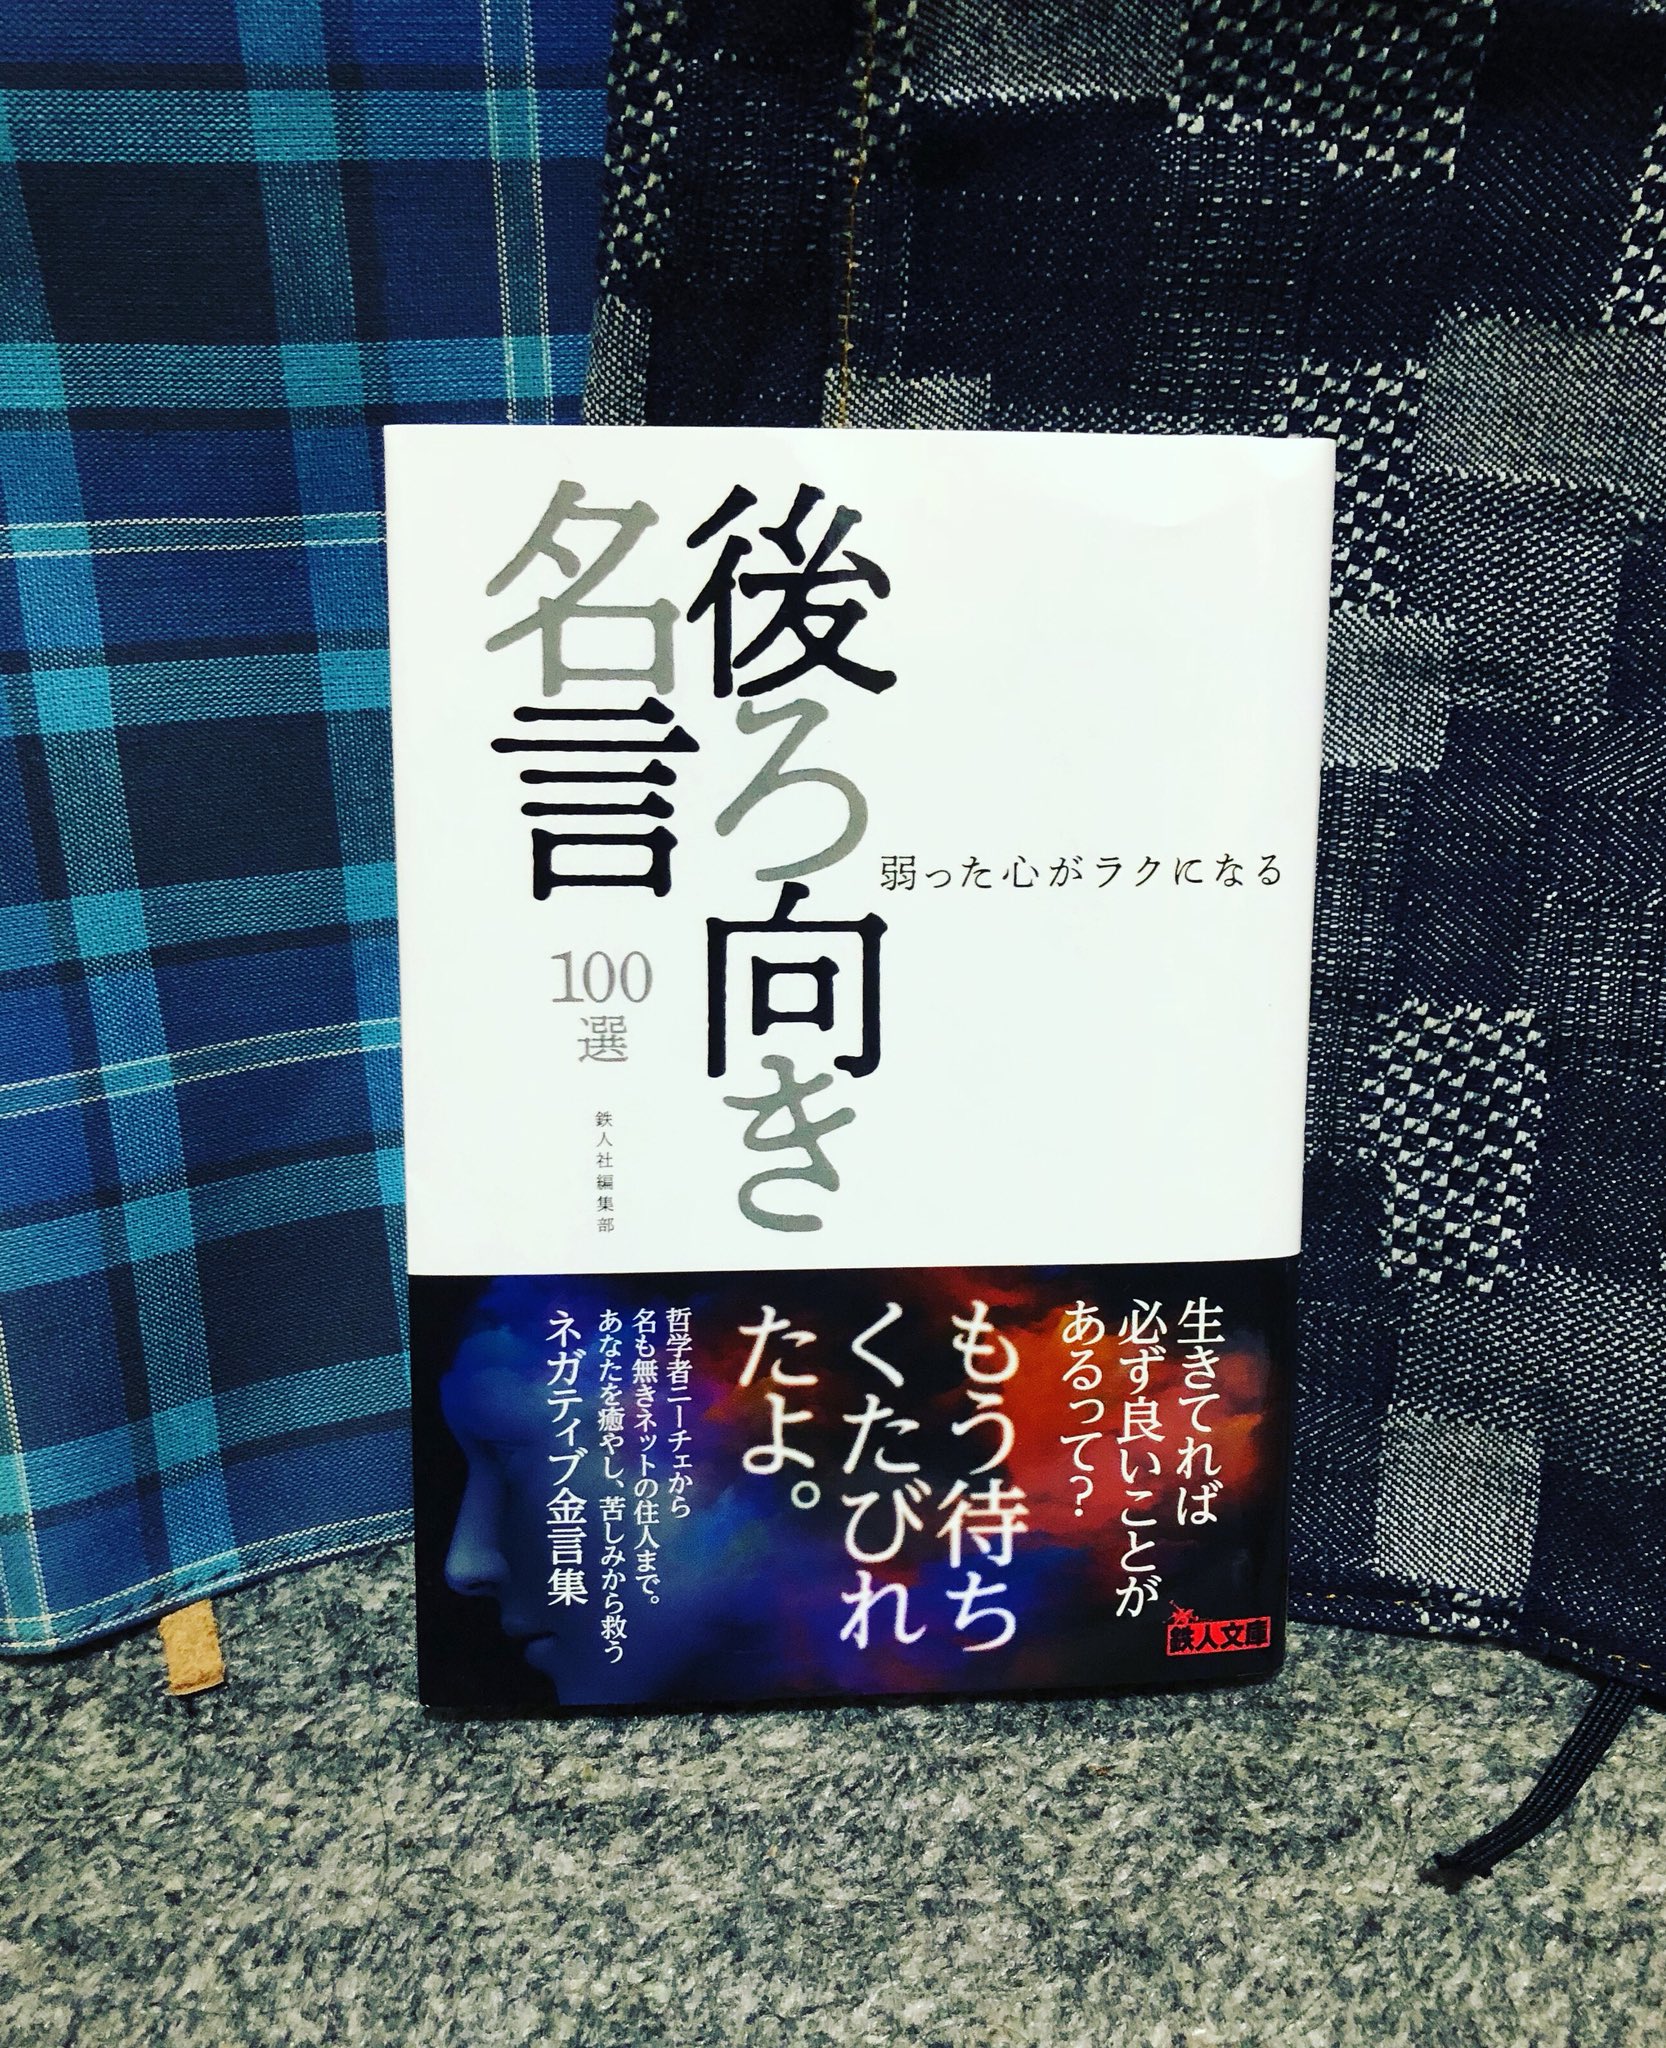 弱った心がラクになる
後ろ向き
名言
100
選
鉄人社編集部
生きてれば
必ず良いことが
あるって?
もう待ち
くたびれ
たよ。
哲学者ニーチェから
名も無きネットの住人まで。
あなたを癒やし、苦しみから救う
ネガティブ金言集
鉄人文庫